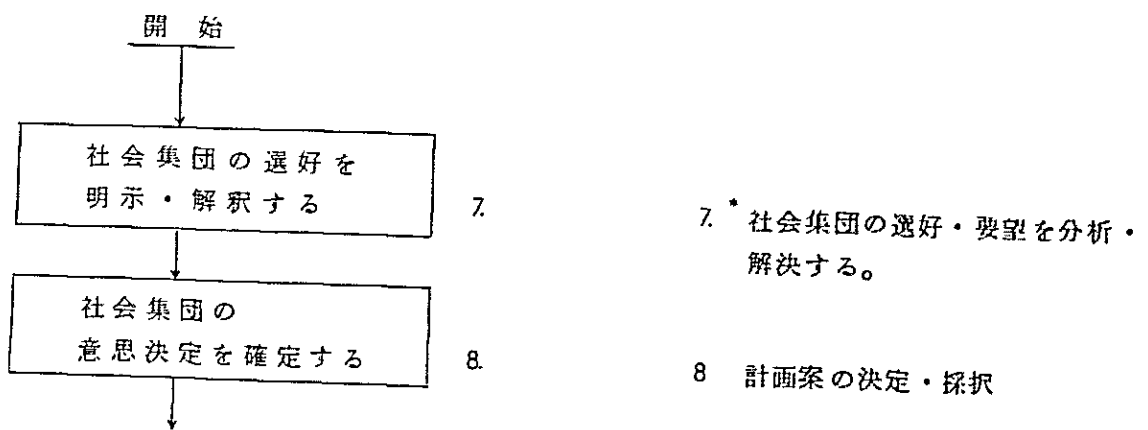 開始
社会集団の選好を
明示・解釈する
7.
7.*社会集団の選好・要望を分析・
解決する。
社会集団の
意思決定を確定する
8.
8 計画案の決定・採択